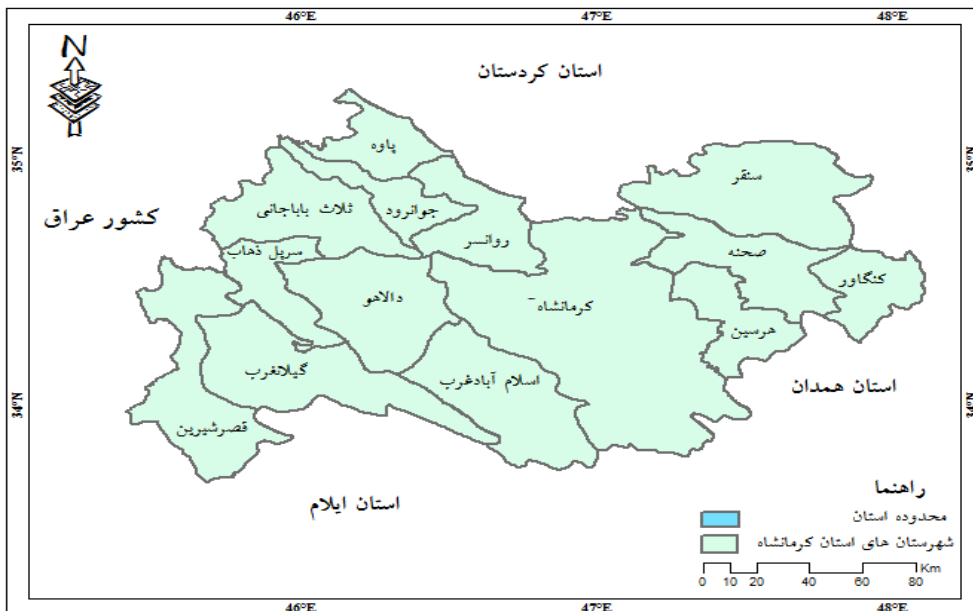 46°E 47°E 48°E
N
استان کردستان
35°N
35°N
پاوه
سنقر
جوانرود
ثلاث باباجانی
کشور عراق
روانسر
سرپل ذهاب
صحنه
کنگاور
دالاهو
کرمانشاه
هرسین
گیلانغرب
اسلام آبادغرب
استان همدان
34°N
34°N
قصرشیرین
استان ایلام
راهنما
محدوده استان
شهرستان های استان کرمانشاه
Km
0 10 20 40 60 80
46°E 47°E 48°E